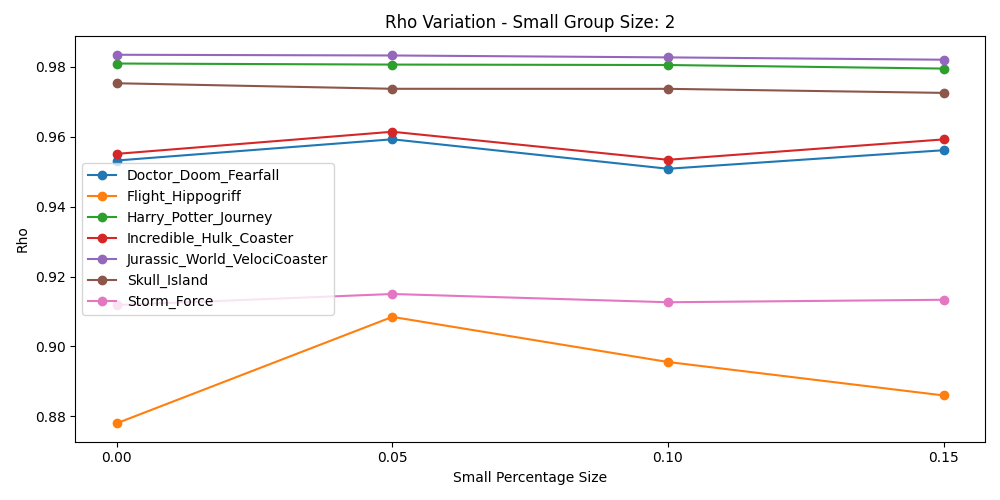 Rho Variation - Small Group Size: 2
Rho
0.98
0.96
0.94
0.92
0.90
0.88
Doctor_Doom_Fearfall
Flight_Hippogriff
Harry_Potter_Journey
Incredible_Hulk_Coaster
Jurassic_World_VelociCoaster
Skull_Island
Storm_Force
0.00
0.05
0.10
0.15
Small Percentage Size